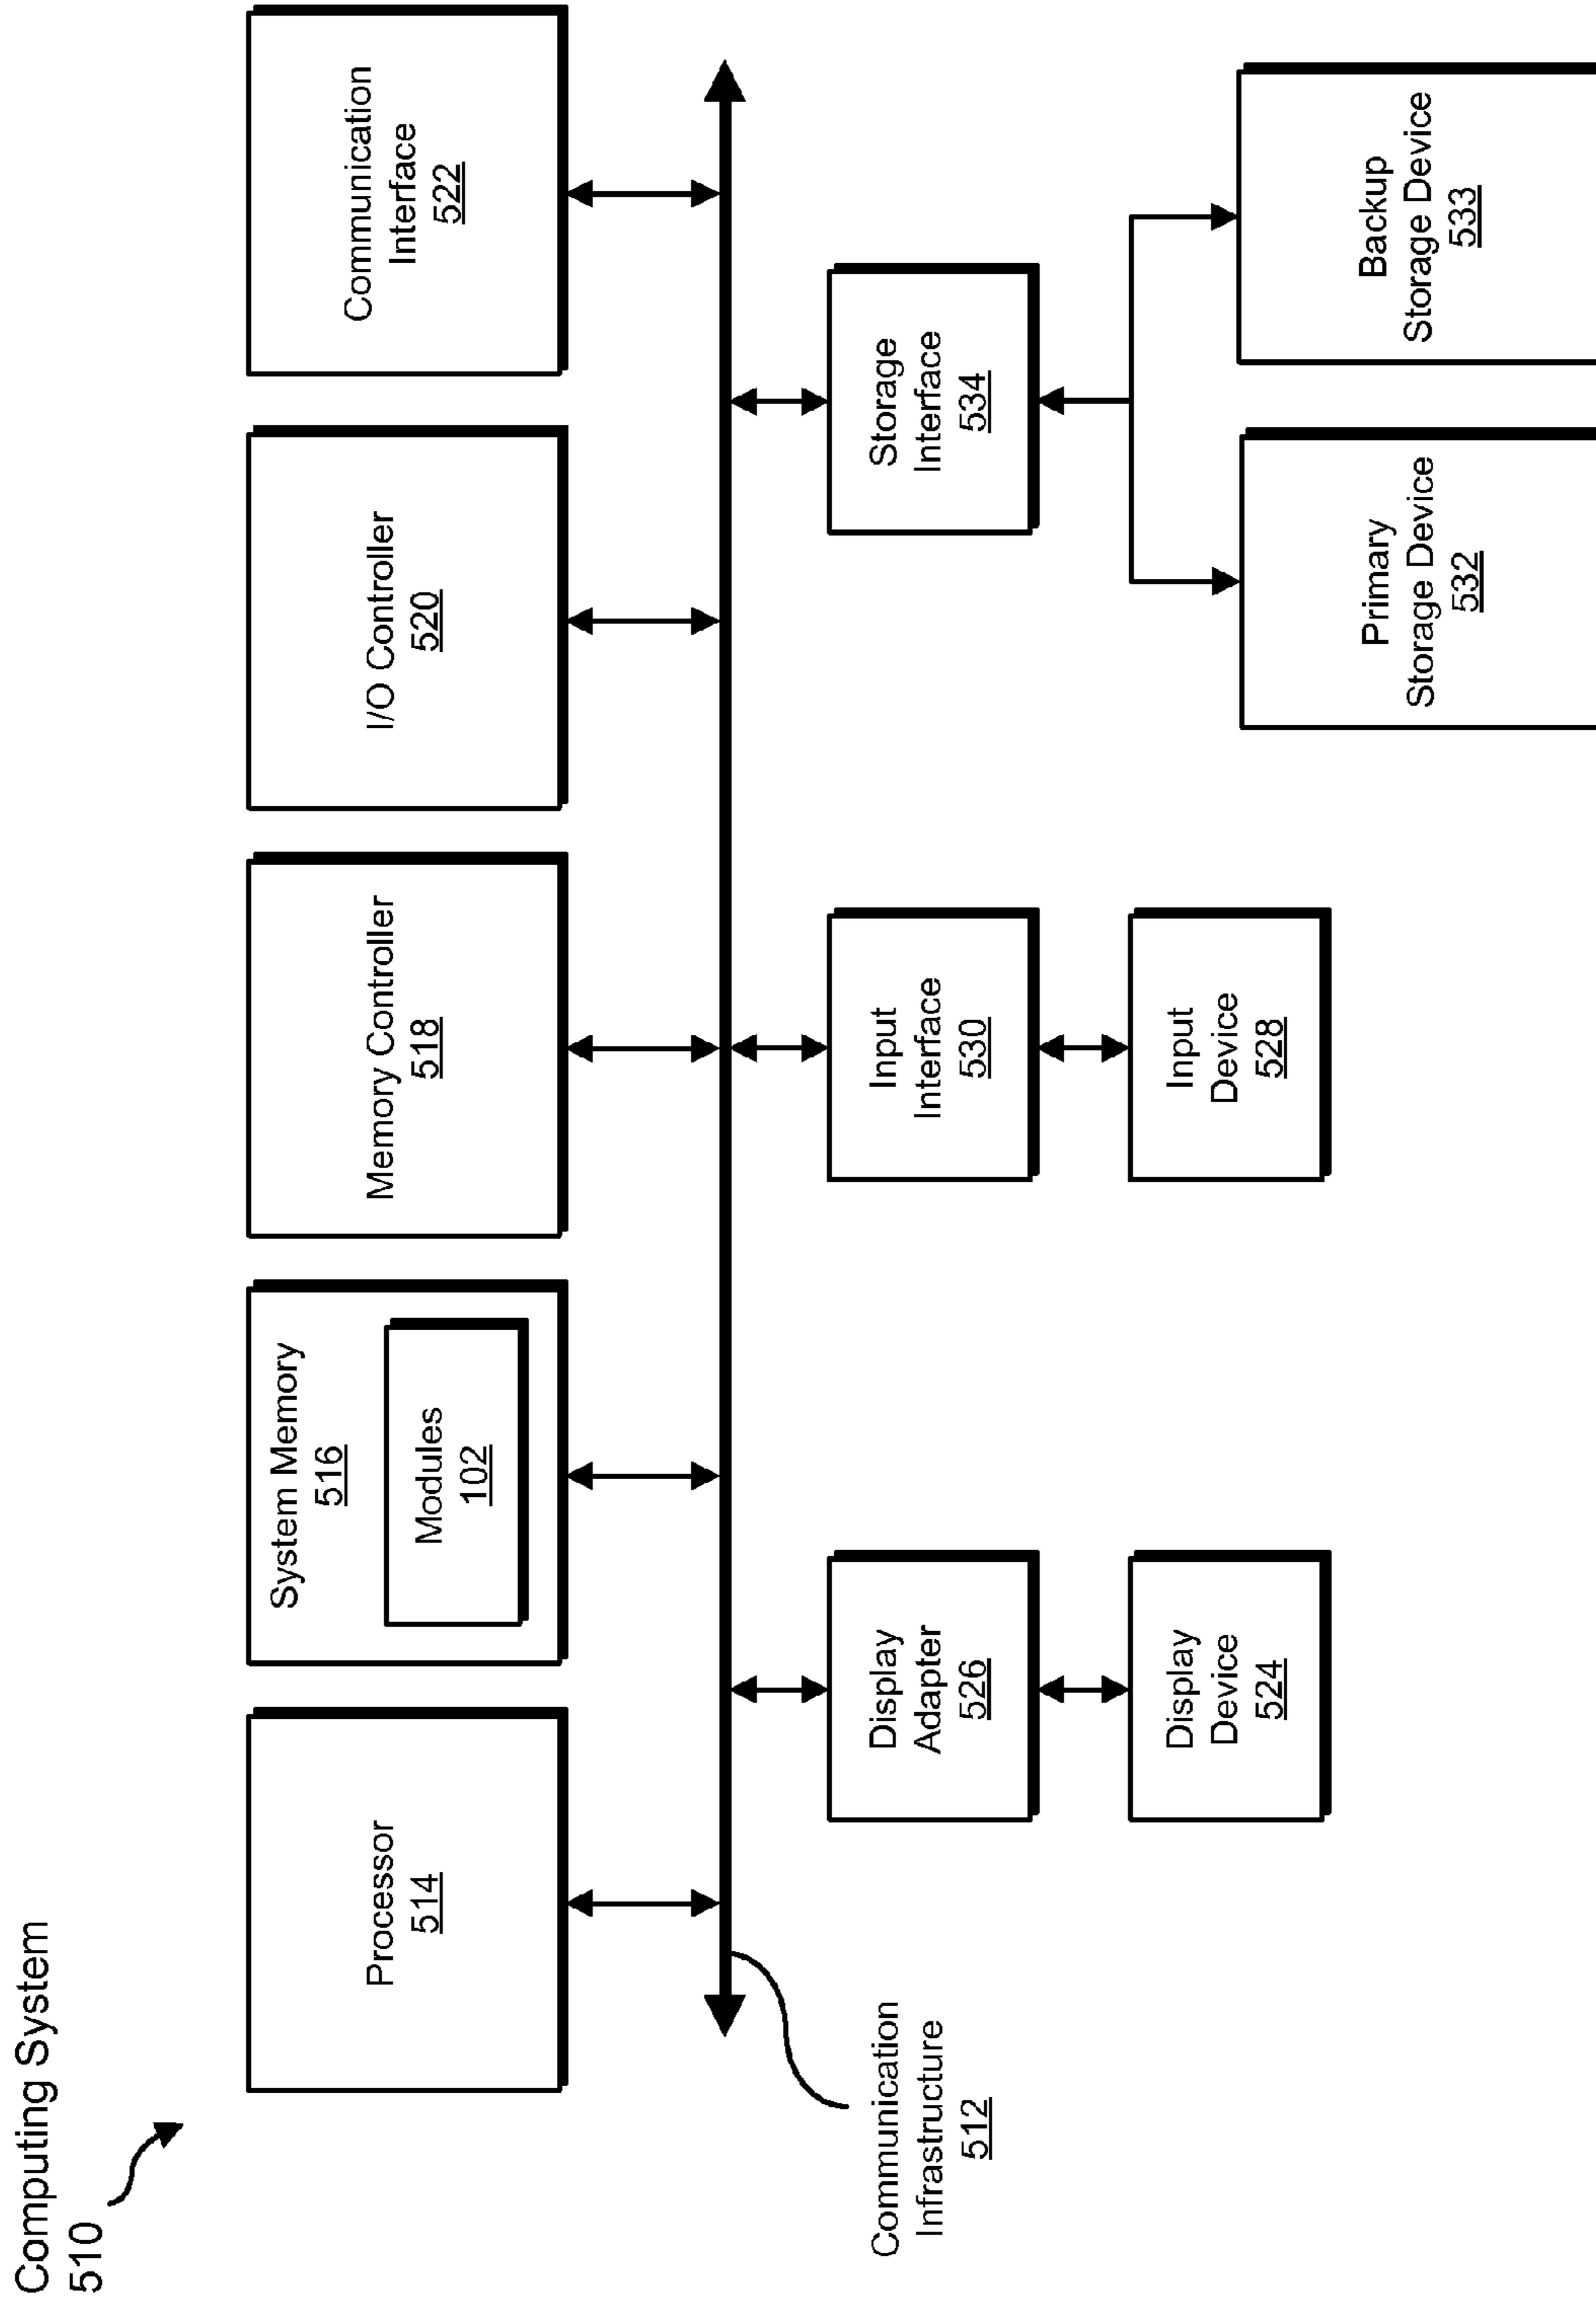 Computing System
510
Processor
514
System Memory
516
Modules
102
Memory Controller
518
I/O Controller
520
Communication
Interface
522
Communication
Infrastructure
512
Display
Adapter
526
Input
Interface
530
Storage
Interface
534
Display
Device
524
Input
Device
528
Primary
Storage Device
532
Backup
Storage Device
533